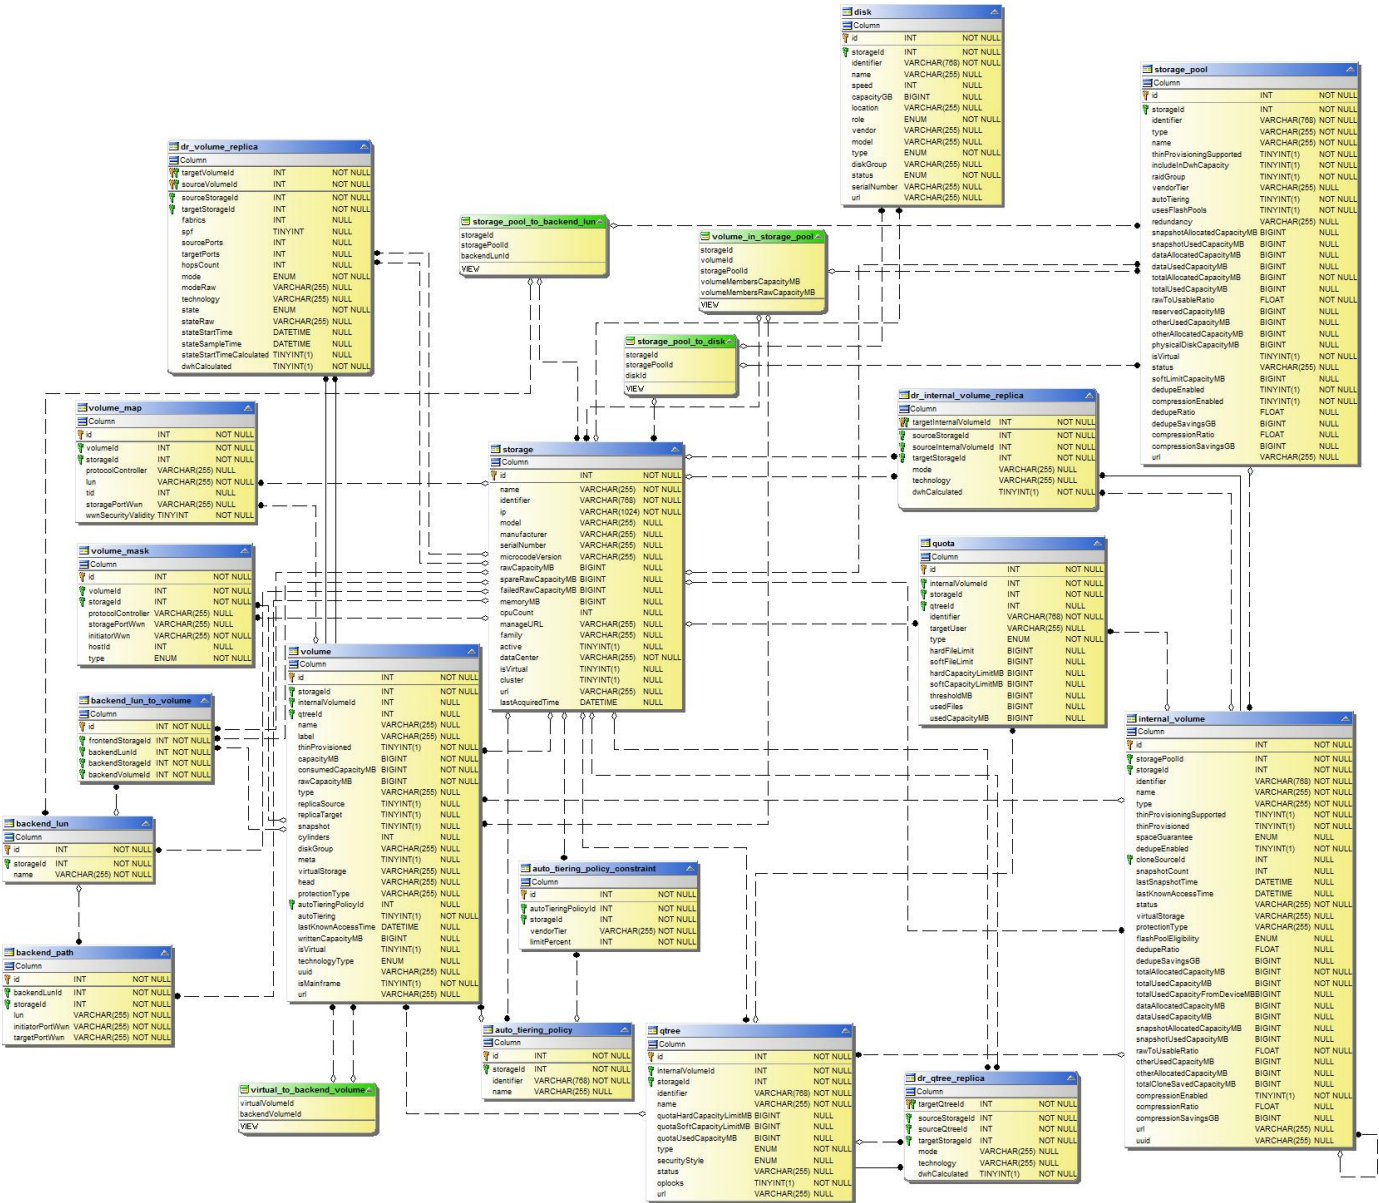 disk
Column
id INT NOT NULL
storageId INT NOT NULL
identifier VARCHAR(768) NOT NULL
name VARCHAR(255) NULL
speed INT NULL
capacityGB BIGINT NULL
location VARCHAR(255) NULL
role ENUM NOT NULL
vendor VARCHAR(255) NULL
model VARCHAR(255) NULL
type ENUM NOT NULL
diskGroup VARCHAR(255) NULL
status ENUM NOT NULL
serialNumber VARCHAR(255) NULL
url VARCHAR(255) NULL
storage_pool
Column
id INT NOT NULL
storageId INT NOT NULL
identifier VARCHAR(768) NOT NULL
type VARCHAR(255) NOT NULL
name VARCHAR(255) NOT NULL
thinProvisioningSupported TINYINT(1) NOT NULL
includeInDwhCapacity TINYINT(1) NOT NULL
raidGroup TINYINT(1) NOT NULL
vendorTier VARCHAR(255) NULL
autoTiering TINYINT(1) NOT NULL
usesFlashPools TINYINT(1) NOT NULL
redundancy VARCHAR(255) NULL
snapshotAllocatedCapacityMB BIGINT NULL
snapshotUsedCapacityMB BIGINT NULL
dataAllocatedCapacityMB BIGINT NULL
dataUsedCapacityMB BIGINT NULL
totalAllocatedCapacityMB BIGINT NOT NULL
totalUsedCapacityMB BIGINT NULL
rawToUsableRatio FLOAT NOT NULL
reservedCapacityMB BIGINT NULL
otherUsedCapacityMB BIGINT NULL
otherAllocatedCapacityMB BIGINT NULL
physicalDiskCapacityMB BIGINT NULL
isVirtual TINYINT(1) NOT NULL
status VARCHAR(255) NULL
softLimitCapacityMB BIGINT NULL
dedupeEnabled TINYINT(1) NOT NULL
compressionEnabled TINYINT(1) NOT NULL
dedupeRatio FLOAT NULL
dedupeSavingsGB BIGINT NULL
compressionRatio FLOAT NULL
compressionSavingsGB BIGINT NULL
url VARCHAR(255) NULL
dr_volume_replica
Column
targetVolumeId INT NOT NULL
sourceVolumeId INT NOT NULL
sourceStorageId INT NOT NULL
targetStorageId INT NOT NULL
fabrics INT NULL
spf TINYINT NULL
sourcePorts INT NULL
targetPorts INT NULL
hopsCount INT NULL
mode ENUM NOT NULL
modeRaw VARCHAR(255) NULL
technology VARCHAR(255) NULL
state ENUM NOT NULL
stateRaw VARCHAR(255) NULL
stateStartTime DATETIME NULL
stateSampleTime DATETIME NULL
stateStartTimeCalculated TINYINT(1) NULL
dwhCalculated TINYINT(1) NOT NULL
storage_pool_to_backend_lun
storageId
storagePoolId
backendLunId
VIEW
volume_in_storage_pool
storageId
volumeId
storagePoolId
volumeMembersCapacityMB
volumeMembersRawCapacityMB
VIEW
storage_pool_to_disk
storageId
storagePoolId
diskId
VIEW
dr_internal_volume_replica
Column
targetInternalVolumeId INT NOT NULL
sourceStorageId INT NOT NULL
sourceInternalVolumeId INT NOT NULL
targetStorageId INT NOT NULL
mode VARCHAR(255) NULL
technology VARCHAR(255) NULL
dwhCalculated TINYINT(1) NOT NULL
volume_map
Column
id INT NOT NULL
volumeId INT NOT NULL
storageId INT NOT NULL
protocolController VARCHAR(255) NULL
lun VARCHAR(255) NOT NULL
tid INT NULL
storagePortWwn VARCHAR(255) NULL
wwnSecurityValidity TINYINT NOT NULL
storage
Column
id INT NOT NULL
name VARCHAR(255) NOT NULL
identifier VARCHAR(768) NOT NULL
ip VARCHAR(1024) NOT NULL
model VARCHAR(255) NULL
manufacturer VARCHAR(255) NULL
serialNumber VARCHAR(255) NULL
microcodeVersion VARCHAR(255) NULL
rawCapacityMB BIGINT NULL
spareRawCapacityMB BIGINT NULL
failedRawCapacityMB BIGINT NULL
memoryMB BIGINT NULL
cpuCount INT NULL
manageURL VARCHAR(255) NULL
family VARCHAR(255) NULL
active TINYINT(1) NULL
dataCenter VARCHAR(255) NOT NULL
isVirtual TINYINT(1) NULL
cluster TINYINT(1) NULL
url VARCHAR(255) NULL
lastAcquiredTime DATETIME NULL
volume_mask
Column
id INT NOT NULL
volumeId INT NOT NULL
storageId INT NOT NULL
protocolController VARCHAR(255) NULL
storagePortWwn VARCHAR(255) NULL
initiatorWwn VARCHAR(255) NOT NULL
hostId INT NULL
type ENUM NOT NULL
quota
Column
id INT NOT NULL
internalVolumeId INT NOT NULL
storageId INT NOT NULL
qtreeId INT NULL
identifier VARCHAR(768) NOT NULL
targetUser VARCHAR(255) NULL
type ENUM NOT NULL
hardFileLimit BIGINT NULL
softFileLimit BIGINT NULL
hardCapacityLimitMB BIGINT NULL
softCapacityLimitMB BIGINT NULL
thresholdMB BIGINT NULL
usedFiles BIGINT NULL
usedCapacityMB BIGINT NULL
volume
Column
id INT NOT NULL
storageId INT NOT NULL
internalVolumeId INT NULL
qtreeId INT NULL
name VARCHAR(255) NULL
label VARCHAR(255) NULL
thinProvisioned TINYINT(1) NOT NULL
capacityMB BIGINT NOT NULL
consumedCapacityMB BIGINT NOT NULL
rawCapacityMB BIGINT NOT NULL
type VARCHAR(255) NULL
replicaSource TINYINT(1) NULL
replicaTarget TINYINT(1) NULL
snapshot TINYINT(1) NULL
cylinders INT NULL
diskGroup VARCHAR(255) NULL
meta TINYINT(1) NULL
virtualStorage VARCHAR(255) NULL
head VARCHAR(255) NULL
protectionType VARCHAR(255) NULL
autoTieringPolicyId INT NULL
autoTiering TINYINT(1) NOT NULL
lastKnownAccessTime DATETIME NULL
writtenCapacityMB BIGINT NULL
isVirtual TINYINT(1) NULL
technologyType ENUM NULL
uuid VARCHAR(255) NULL
isMainframe TINYINT(1) NOT NULL
url VARCHAR(255) NULL
backend_lun_to_volume
Column
id INT NOT NULL
frontendStorageId INT NOT NULL
backendLunId INT NOT NULL
backendStorageId INT NOT NULL
backendVolumeId INT NOT NULL
internal_volume
Column
id INT NOT NULL
storagePoolId INT NOT NULL
storageId INT NOT NULL
identifier VARCHAR(768) NOT NULL
name VARCHAR(255) NOT NULL
type VARCHAR(255) NOT NULL
thinProvisioningSupported TINYINT(1) NOT NULL
thinProvisioned TINYINT(1) NOT NULL
spaceGuarantee ENUM NULL
dedupeEnabled TINYINT(1) NOT NULL
cloneSourceId INT NULL
snapshotCount INT NULL
lastSnapshotTime DATETIME NULL
lastKnownAccessTime DATETIME NULL
status VARCHAR(255) NOT NULL
virtualStorage VARCHAR(255) NULL
protectionType VARCHAR(255) NULL
flashPoolEligibility ENUM NULL
dedupeRatio FLOAT NULL
dedupeSavingsGB BIGINT NULL
totalAllocatedCapacityMB BIGINT NOT NULL
totalUsedCapacityMB BIGINT NOT NULL
totalUsedCapacityFromDeviceMB BIGINT NULL
dataAllocatedCapacityMB BIGINT NULL
dataUsedCapacityMB BIGINT NULL
snapshotAllocatedCapacityMB BIGINT NULL
snapshotUsedCapacityMB BIGINT NULL
rawToUsableRatio FLOAT NOT NULL
otherUsedCapacityMB BIGINT NULL
otherAllocatedCapacityMB BIGINT NULL
totalCloneSavedCapacityMB BIGINT NULL
compressionEnabled TINYINT(1) NOT NULL
compressionRatio FLOAT NULL
compressionSavingsGB BIGINT NULL
url VARCHAR(255) NULL
uuid VARCHAR(255) NULL
backend_lun
Column
id INT NOT NULL
storageId INT NOT NULL
name VARCHAR(255) NOT NULL
auto_tiering_policy_constraint
Column
id INT NOT NULL
autoTieringPolicyId INT NOT NULL
storageId INT NOT NULL
vendorTier VARCHAR(255) NOT NULL
limitPercent INT NOT NULL
backend_path
Column
id INT NOT NULL
backendLunId INT NOT NULL
storageId INT NOT NULL
lun VARCHAR(255) NOT NULL
initiatorPortWwn VARCHAR(255) NOT NULL
targetPortWwn VARCHAR(255) NOT NULL
auto_tiering_policy
Column
id INT NOT NULL
storageId INT NOT NULL
identifier VARCHAR(768) NOT NULL
name VARCHAR(255) NULL
qtree
Column
id INT NOT NULL
internalVolumeId INT NOT NULL
storageId INT NOT NULL
identifier VARCHAR(768) NOT NULL
name VARCHAR(255) NOT NULL
quotaHardCapacityLimitMB BIGINT NULL
quotaSoftCapacityLimitMB BIGINT NULL
quotaUsedCapacityMB BIGINT NULL
type ENUM NOT NULL
securityStyle ENUM NULL
status VARCHAR(255) NULL
oplocks TINYINT(1) NOT NULL
url VARCHAR(255) NULL
dr_qtree_replica
Column
targetQtreeId INT NOT NULL
sourceStorageId INT NOT NULL
sourceQtreeId INT NOT NULL
targetStorageId INT NOT NULL
mode VARCHAR(255) NULL
technology VARCHAR(255) NULL
dwhCalculated TINYINT(1) NOT NULL
virtual_to_backend_volume
virtualVolumeId
backendVolumeId
VIEW